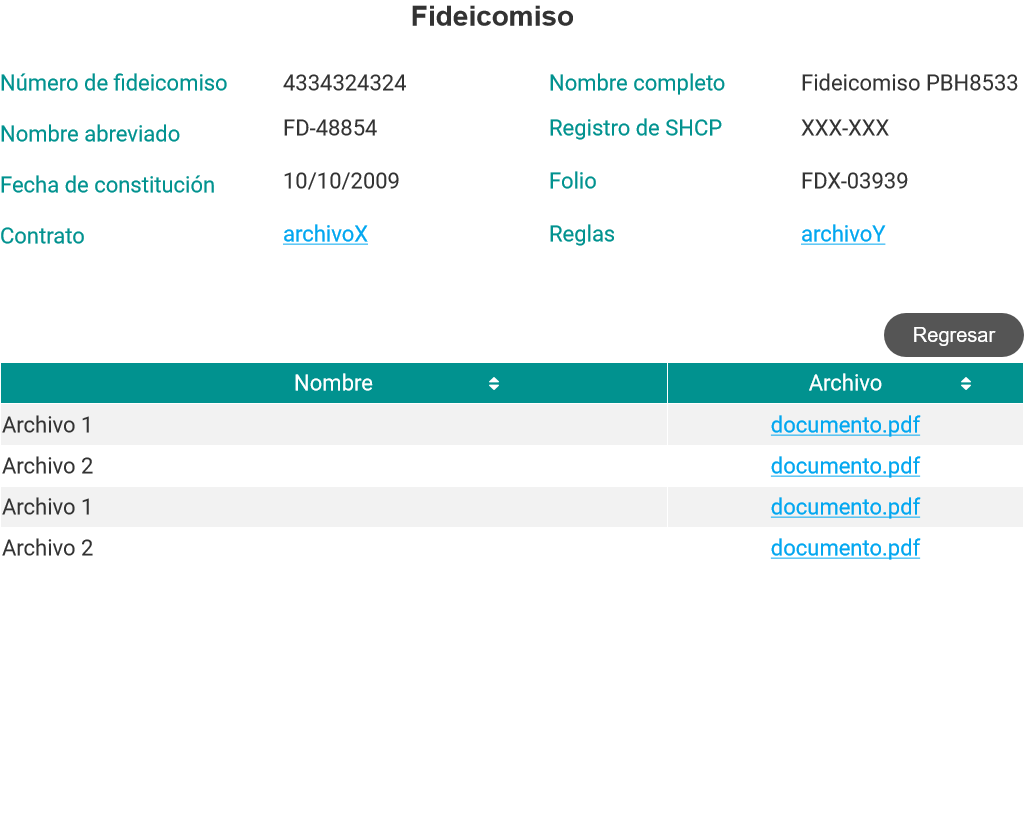 Fideicomiso
Número de fideicomiso 4334324324 Nombre completo Fideicomiso PBH8533
Nombre abreviado FD-48854 Registro de SHCP XXX-XXX
Fecha de constitución 10/10/2009 Folio FDX-03939
Contrato archivoX Reglas archivoY
Regresar
Nombre Archivo
Archivo 1 documento.pdf
Archivo 2 documento.pdf
Archivo 1 documento.pdf
Archivo 2 documento.pdf